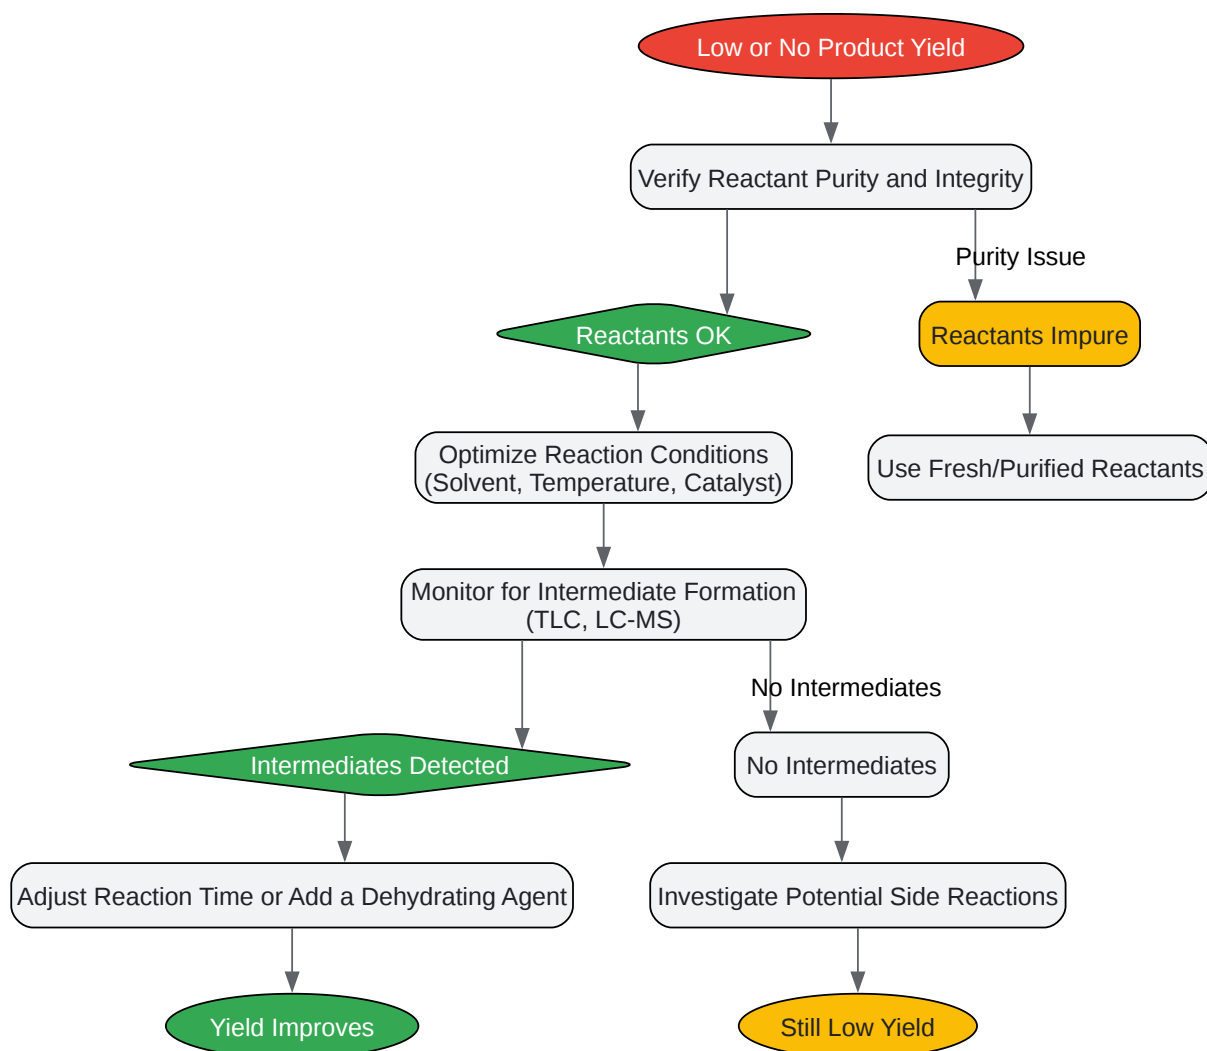 Low or No Product Yield
Verify Reactant Purity and Integrity
Purity Issue
Reactants OK
Reactants Impure
Optimize Reaction Conditions
(Solvent, Temperature, Catalyst)
Use Fresh/Purified Reactants
Monitor for Intermediate Formation
(TLC, LC-MS)
No Intermediates
Intermediates Detected
No Intermediates
Adjust Reaction Time or Add a Dehydrating Agent
Investigate Potential Side Reactions
Yield Improves
Still Low Yield